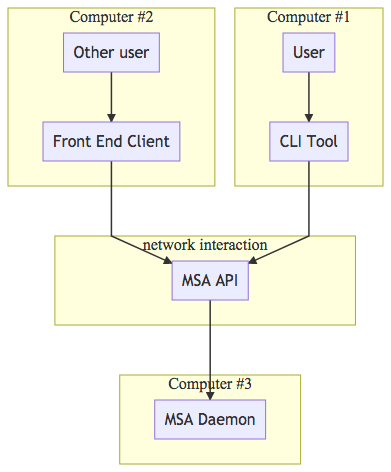 Computer #2
Other user
Front End Client
Computer #1
User
CLI Tool
network interaction
MSA API
Computer #3
MSA Daemon